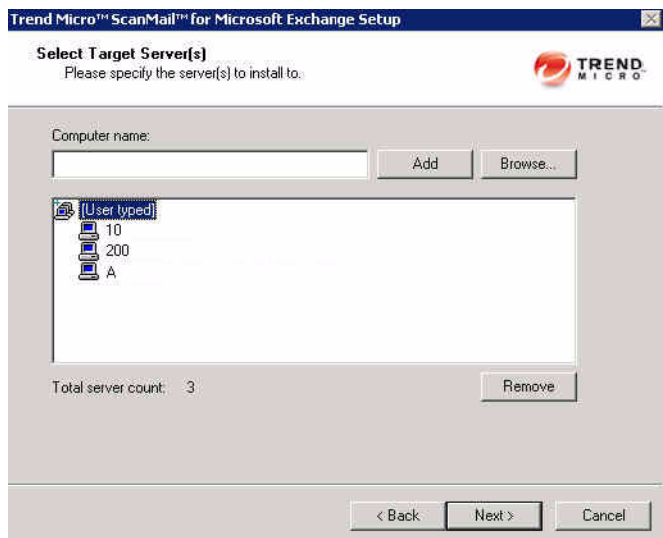 Trend Micro™ ScanMail™ for Microsoft Exchange Setup
Select Target Server(s)
Please specify the server(s) to install to.
TREND
MICRO
Computer name:
Add
Browse...
[User typed]
10
200
A
Total server count: 3
Remove
< Back
Next >
Cancel